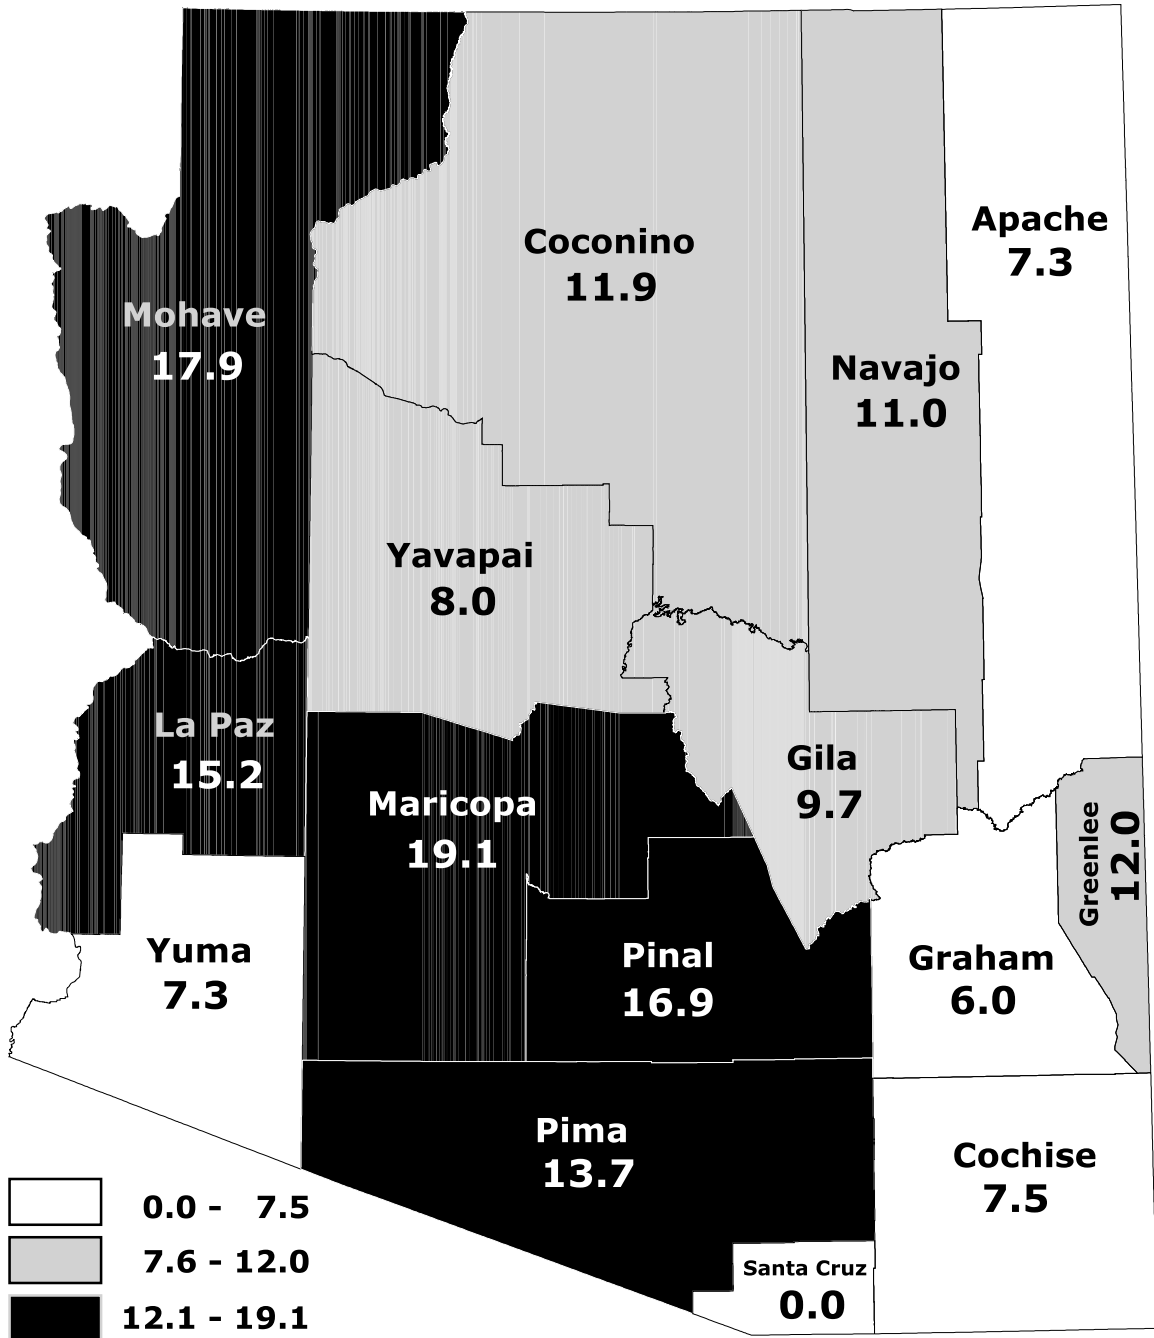 Apache
7.3
Coconino
11.9
Mohave
17.9
Navajo
11.0
Yavapai
8.0
La Paz
15.2
Gila
9.7
Maricopa
19.1
Greenlee
12.0
Yuma
7.3
Pinal
16.9
Graham
6.0
Pima
13.7
Cochise
7.5
Santa Cruz
0.0
0.0 - 7.5
7.6 - 12.0
12.1 - 19.1